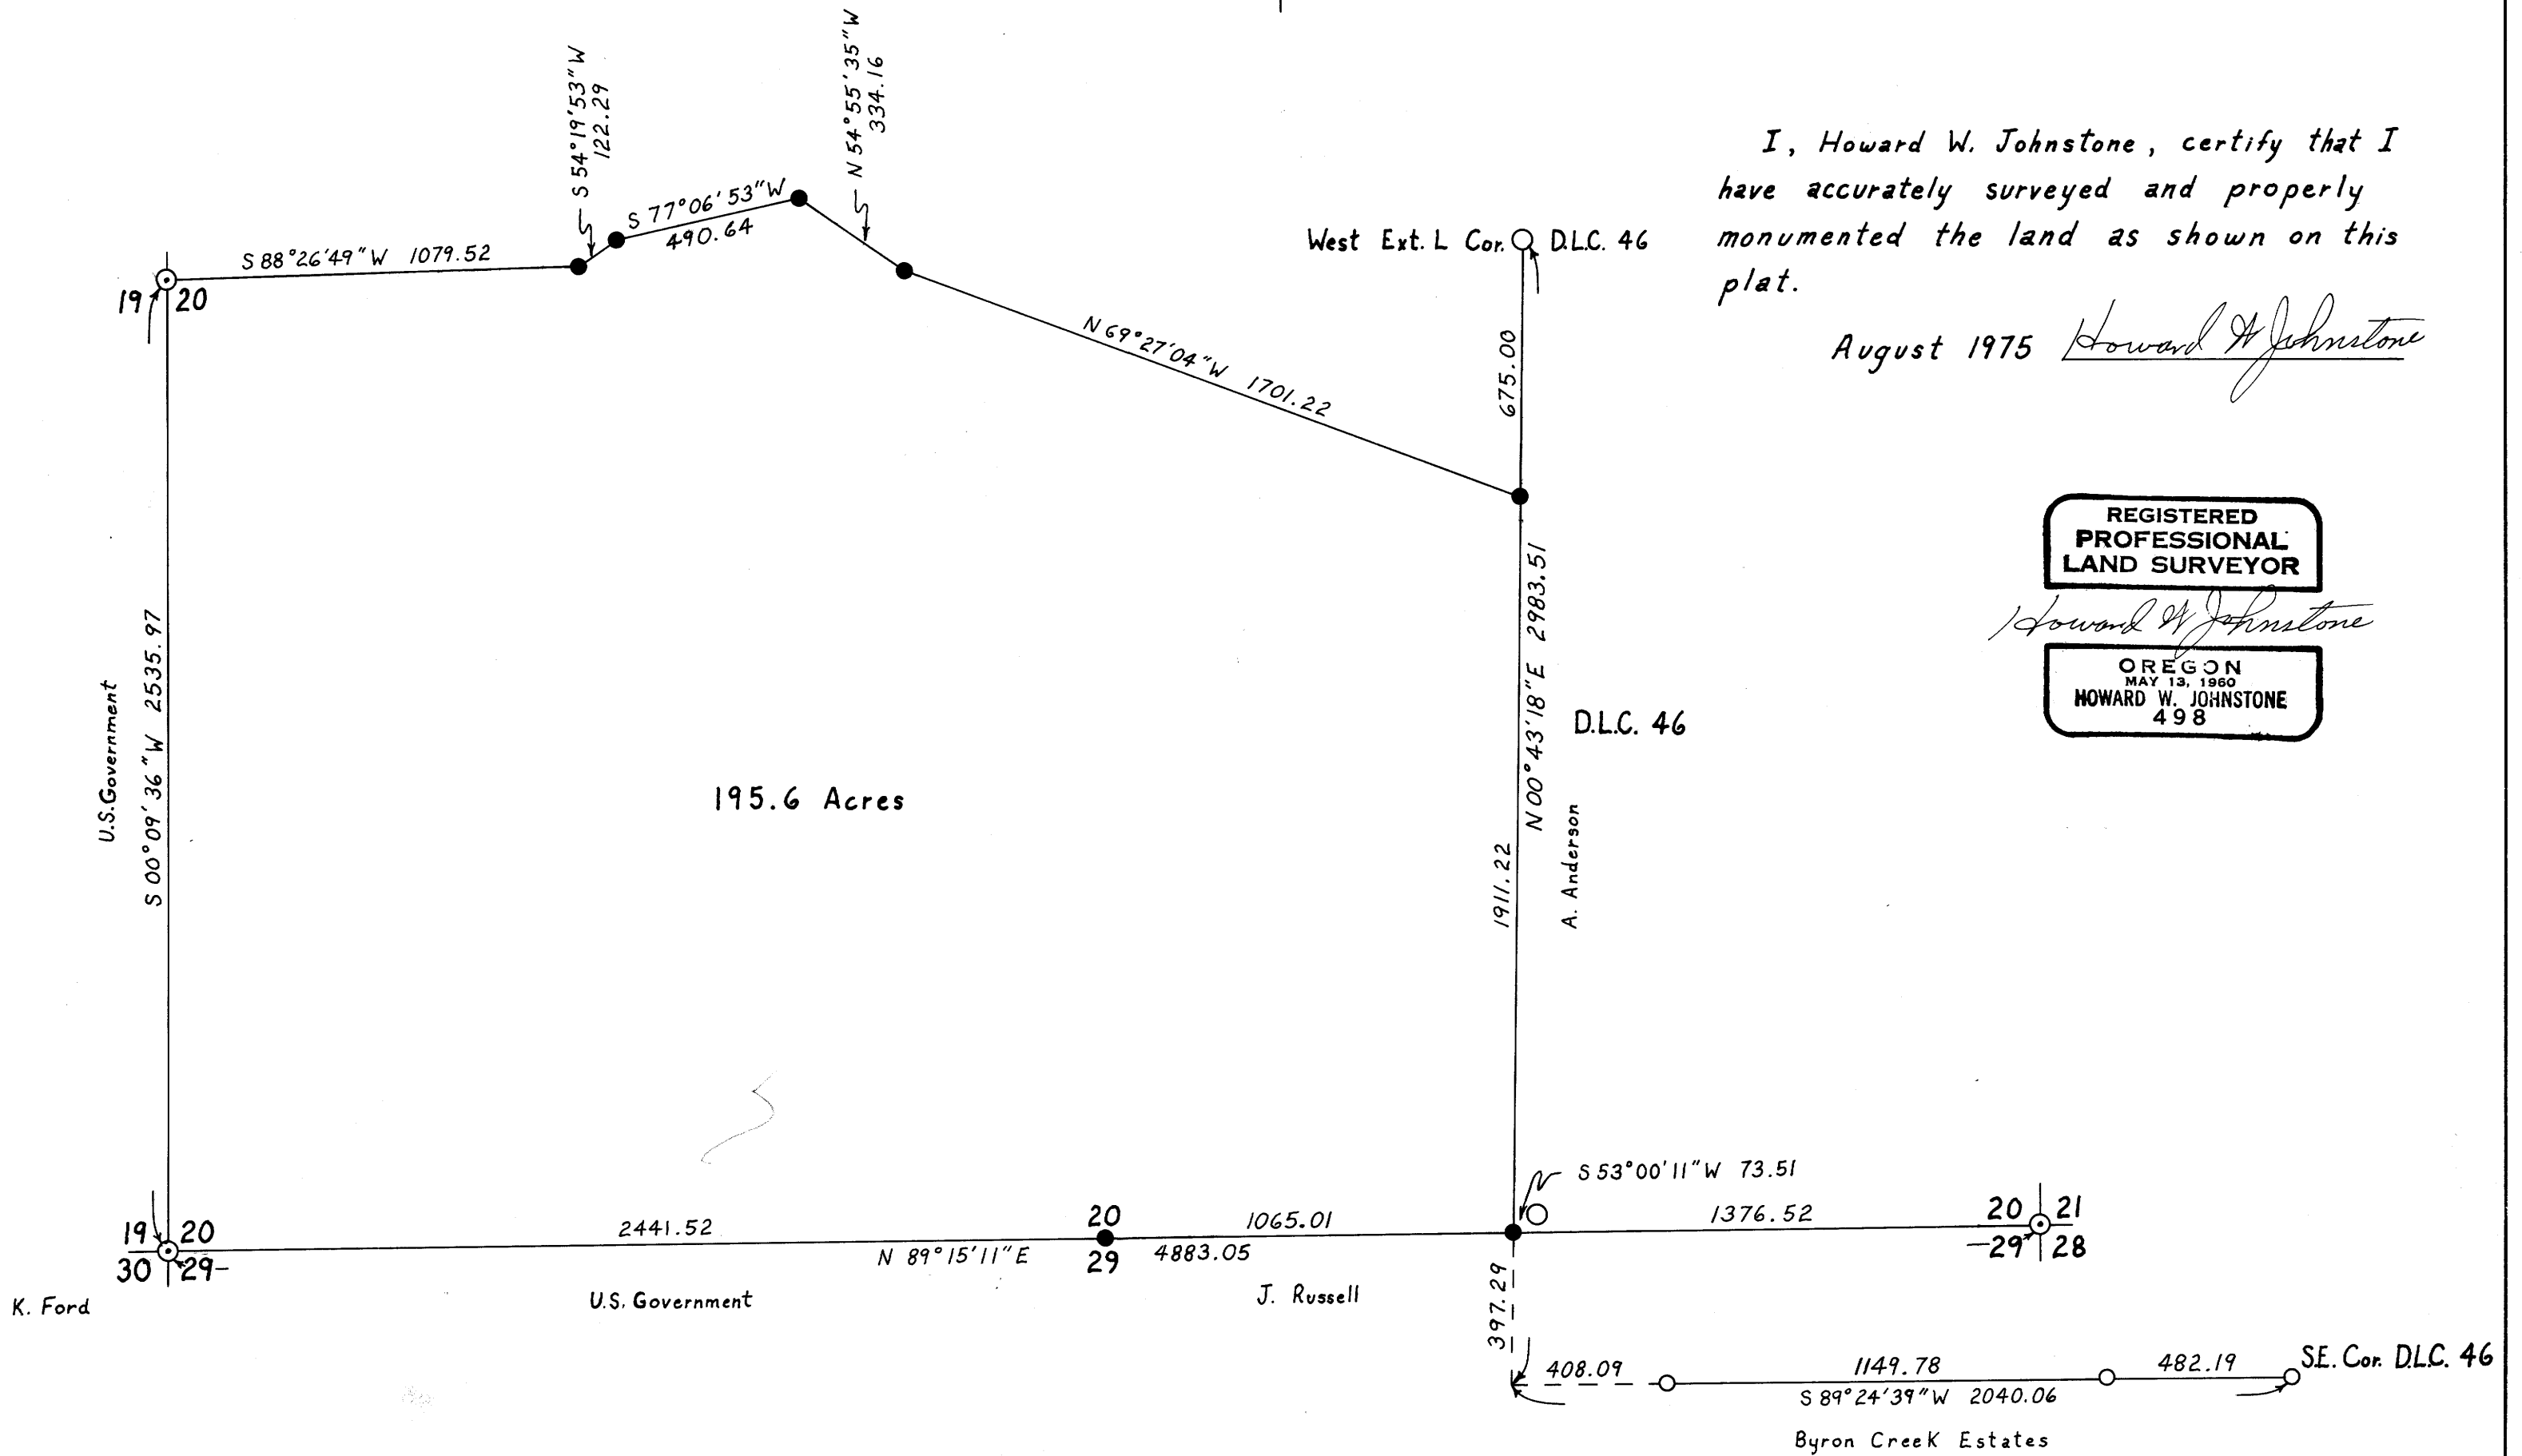 S 54°19'53"W
122.29
N 54°55'35"W
334.16
S 77°06'53"W
490.64
S 88°26'49"W 1079.52
19 20
West Ext. L Cor. D.L.C. 46
I, Howard W. Johnstone, certify that I
have accurately surveyed and properly
monumented the land as shown on this
plat.
August 1975 Howard W Johnstone
N 69°27'04"W 1701.22
675.00
REGISTERED
PROFESSIONAL
LAND SURVEYOR
Howard W Johnstone
OREGON
MAY 13, 1960
HOWARD W. JOHNSTONE
498
U.S. Government
S 00°09'36"W 2535.97
195.6 Acres
N 00°43'18"E 2983.51
1911.22
D.L.C. 46
A. Anderson
S 53°00'11"W 73.51
19 20
30 29
2441.52
N 89°15'11"E
20
29
1065.01
4883.05
1376.52
20 21
29 28
K. Ford
U.S. Government
J. Russell
397.29
408.09
1149.78
482.19
S.E. Cor. D.L.C. 46
S 89°24'39"W 2040.06
Byron Creek Estates